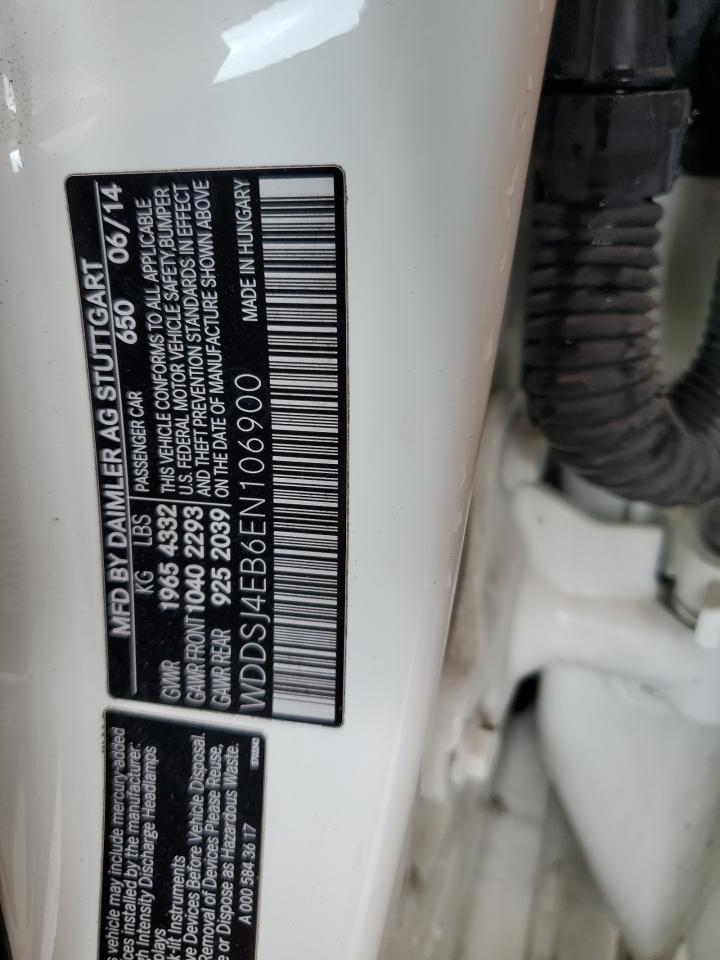 MFD BY DAIMLER AG STUTTGART
KG LBS PASSENGER CAR 650 06/14
GVWR 1965 4332 THIS VEHICLE CONFORMS TO ALL APPLICABLE
GAWR FRONT 1040 2293 U.S. FEDERAL MOTOR VEHICLE SAFETY,BUMPER
AND THEFT PREVENTION STANDARDS IN EFFECT
GAWR REAR 925 2039 ON THE DATE OF MANUFACTURE SHOWN ABOVE
WDDSJ4EB6EN106900 MADE IN HUNGARY
vehicle may include mercury-added
installed by the manufacturer:
Intensity Discharge Headlamps
Instruments
Devices Before Vehicle Disposal.
Removal of Devices Please Reuse,
or Dispose as Hazardous Waste.
A 000 584 36 17